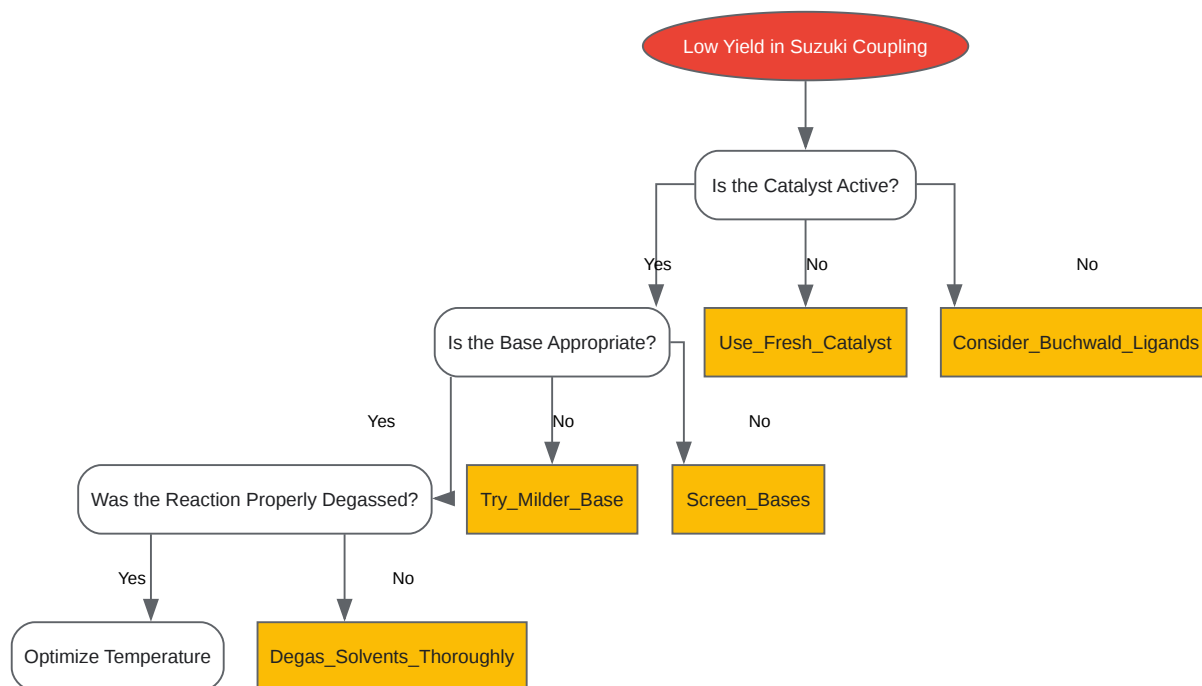 Low Yield in Suzuki Coupling
Is the Catalyst Active?
Yes
No
No
Is the Base Appropriate?
Use_Fresh_Catalyst
Consider_Buchwald_Ligands
Yes
No
No
Was the Reaction Properly Degassed?
Try_Milder_Base
Screen_Bases
Yes
No
Optimize Temperature
Degas_Solvents_Thoroughly